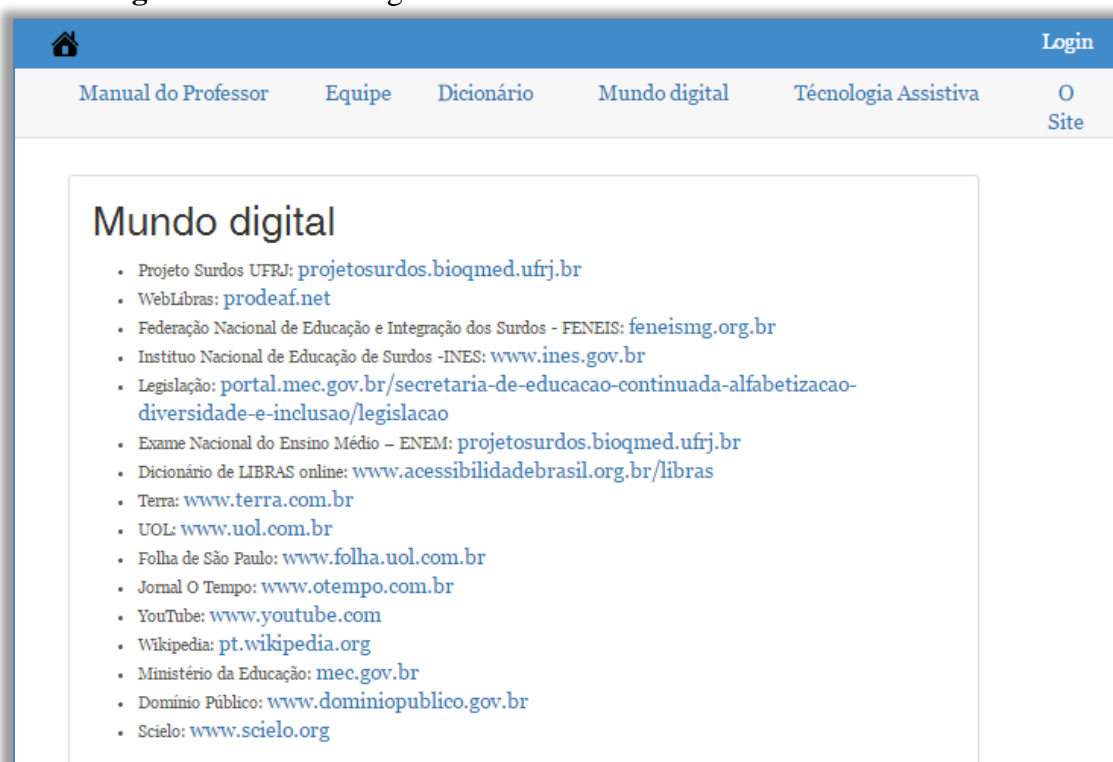 Login
Manual do Professor Equipe Dicionário Mundo digital Técnologia Assistiva O
Site
Mundo digital
• Projeto Surdos UFRJ: projetosurdos.bioqmed.ufrj.br
• WebLibras: prodeaf.net
• Federação Nacional de Educação e Integração dos Surdos - FENEIS: feneismg.org.br
• Instituo Nacional de Educação de Surdos -INES: www.ines.gov.br
• Legislação: portal.mec.gov.br/secretaria-de-educacao-continuada-alfabetizacao-
diversidade-e-inclusao/legislacao
• Exame Nacional do Ensino Médio – ENEM: projetosurdos.bioqmed.ufrj.br
• Dicionário de LIBRAS online: www.acessibilidadebrasil.org.br/libras
• Terra: www.terra.com.br
• UOL: www.uol.com.br
• Folha de São Paulo: www.folha.uol.com.br
• Jornal O Tempo: www.otempo.com.br
• YouTube: www.youtube.com
• Wikipedia: pt.wikipedia.org
• Ministério da Educação: mec.gov.br
• Domínio Público: www.dominiopublico.gov.br
• Scielo: www.scielo.org